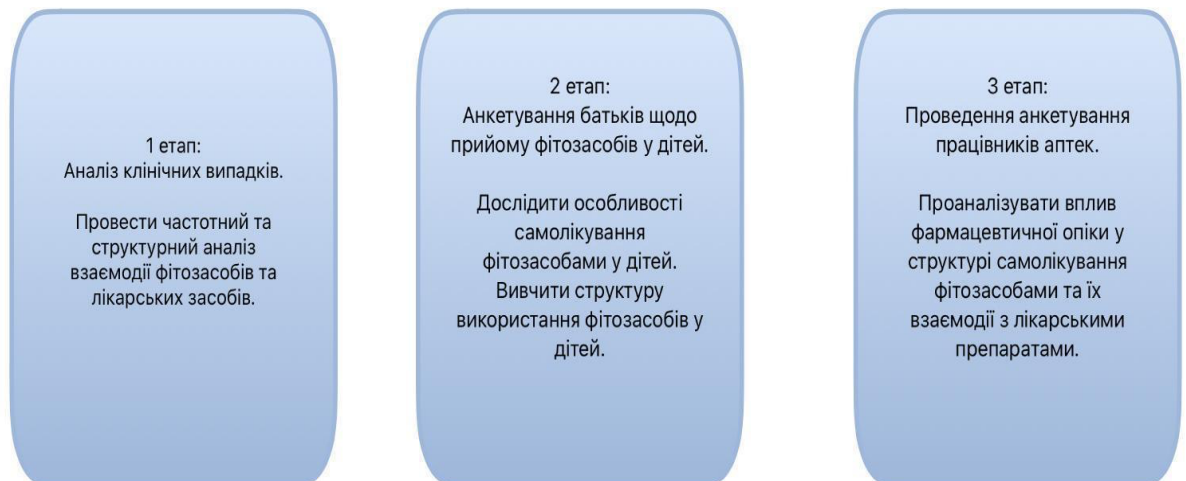 1 етап:
Аналіз клінічних випадків.
Провести частотний та
структурний аналіз
взаємодії фітозасобів та
лікарських засобів.
2 етап:
Анкетування батьків щодо
прийому фітозасобів у дітей.
Дослідити особливості
самолікування
фітозасобами у дітей.
Вивчити структуру
використання фітозасобів у
дітей.
3 етап:
Проведення анкетування
працівників аптек.
Проаналізувати вплив
фармацевтичної опіки у
структурі самолікування
фітозасобами та їх
взаємодії з лікарськими
препаратами.